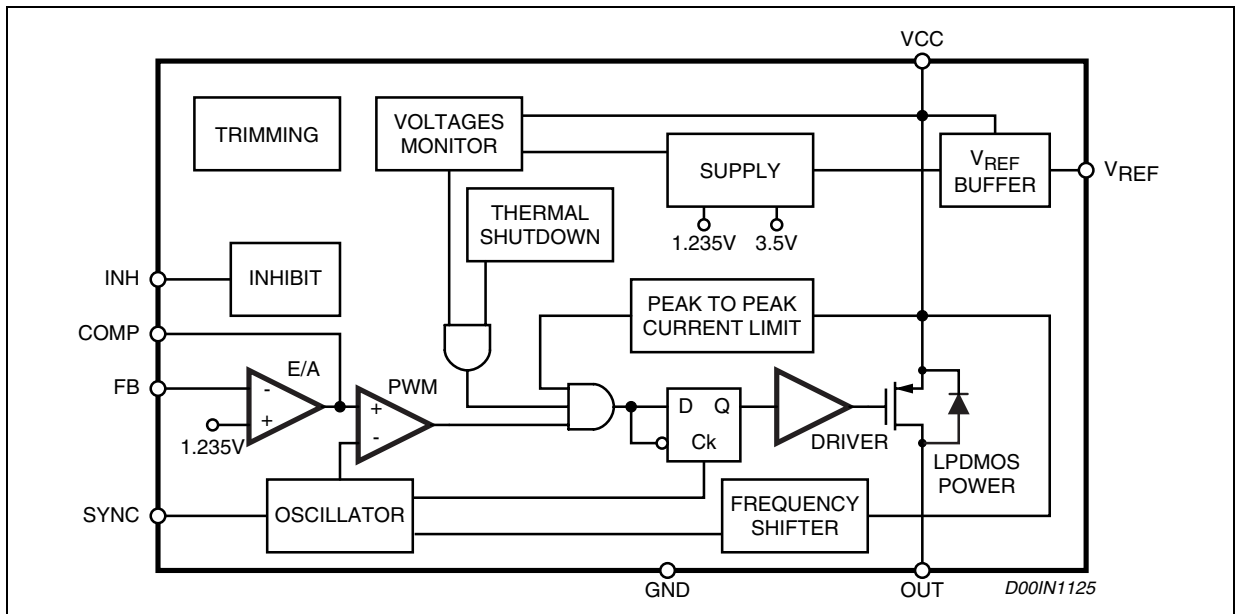 VCC
TRIMMING
VOLTAGES
MONITOR
SUPPLY
VREF
BUFFER
VREF
THERMAL
SHUTDOWN
1.235V
3.5V
INH
INHIBIT
PEAK TO PEAK
CURRENT LIMIT
COMP
E/A
PWM
FB
-
+
1.235V
+
-
D Q
Ck
DRIVER
LPDMOS
POWER
SYNC
OSCILLATOR
FREQUENCY
SHIFTER
GND
OUT
D00IN1125